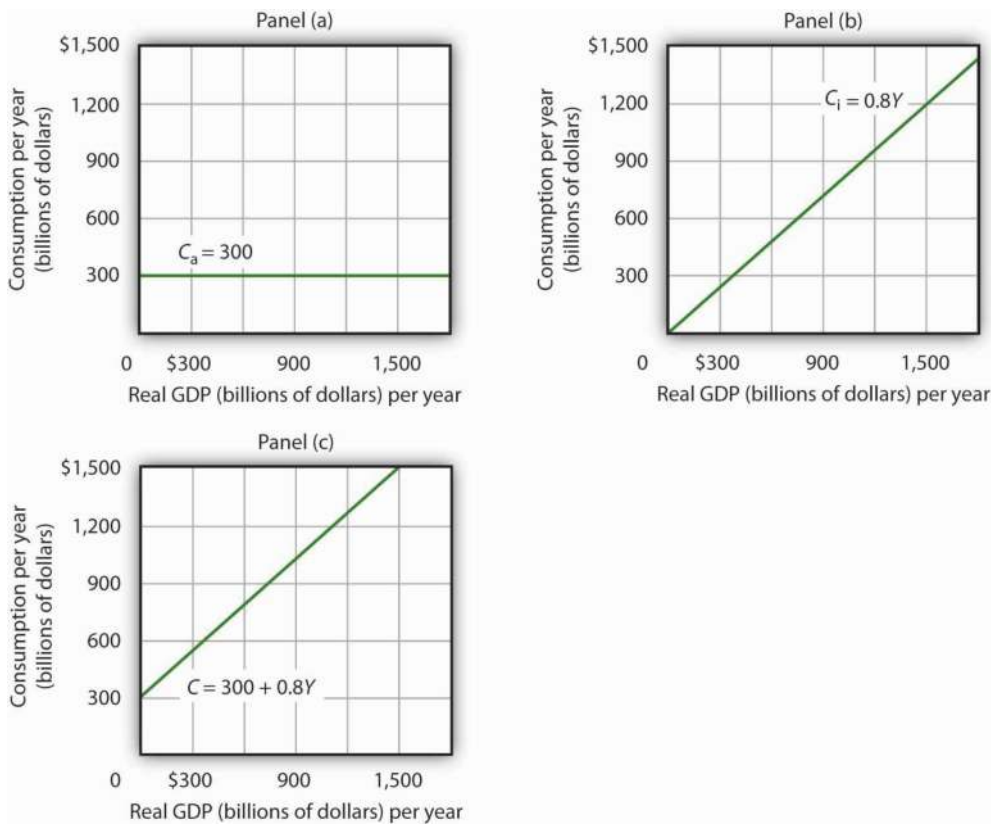 Panel (a)
$1,500
1,200
900
600
300
0 $300 900 1,500
Consumption per year
(billions of dollars)
Cₐ = 300
Real GDP (billions of dollars) per year
Panel (b)
$1,500
1,200
900
600
300
0 $300 900 1,500
Consumption per year
(billions of dollars)
Cᵢ = 0.8Y
Real GDP (billions of dollars) per year
Panel (c)
$1,500
1,200
900
600
300
0 $300 900 1,500
Consumption per year
(billions of dollars)
C = 300 + 0.8Y
Real GDP (billions of dollars) per year